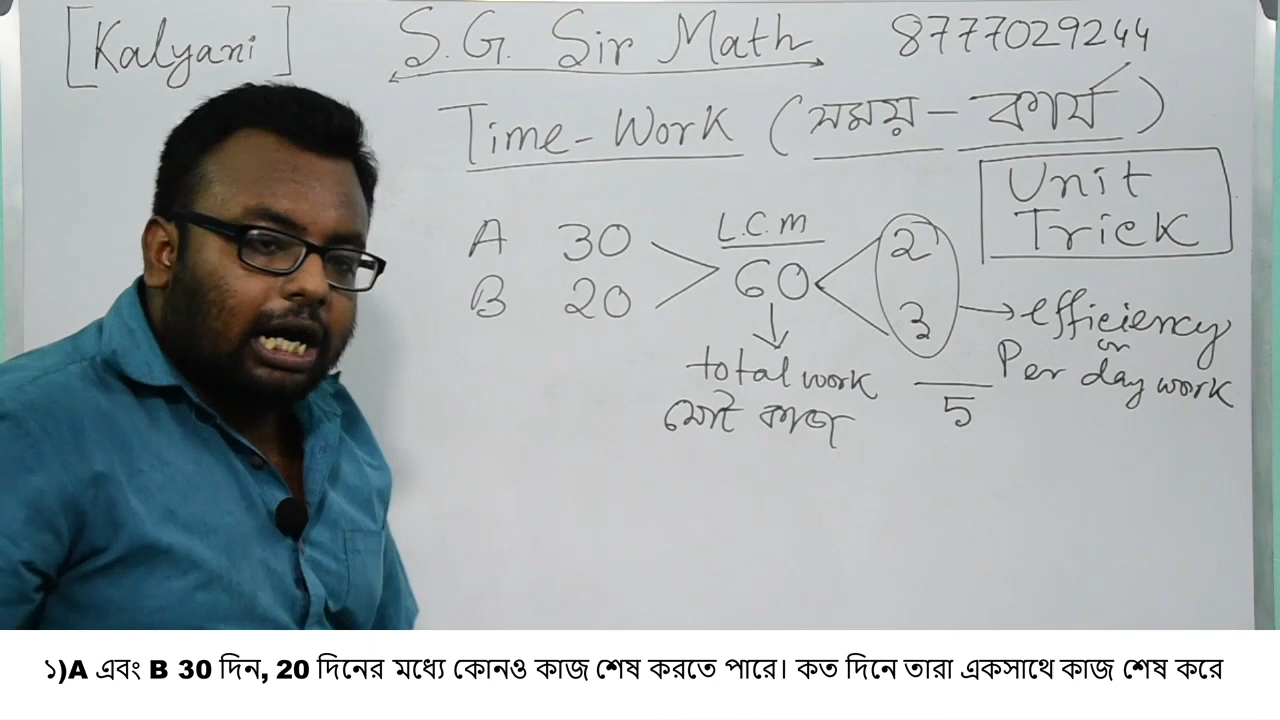 [Kalyani] S.G. Sir Math 8777029244
Time-Work (সময় - কার্য)
Unit
Trick
L.C.M
A 30 60 2
B 20 3
→ efficiency
or
Per day work
total work
মোট কাজ
5
১)A এবং B 30 দিন, 20 দিনের মধ্যে কোনও কাজ শেষ করতে পারে। কত দিনে তারা একসাথে কাজ শেষ করে